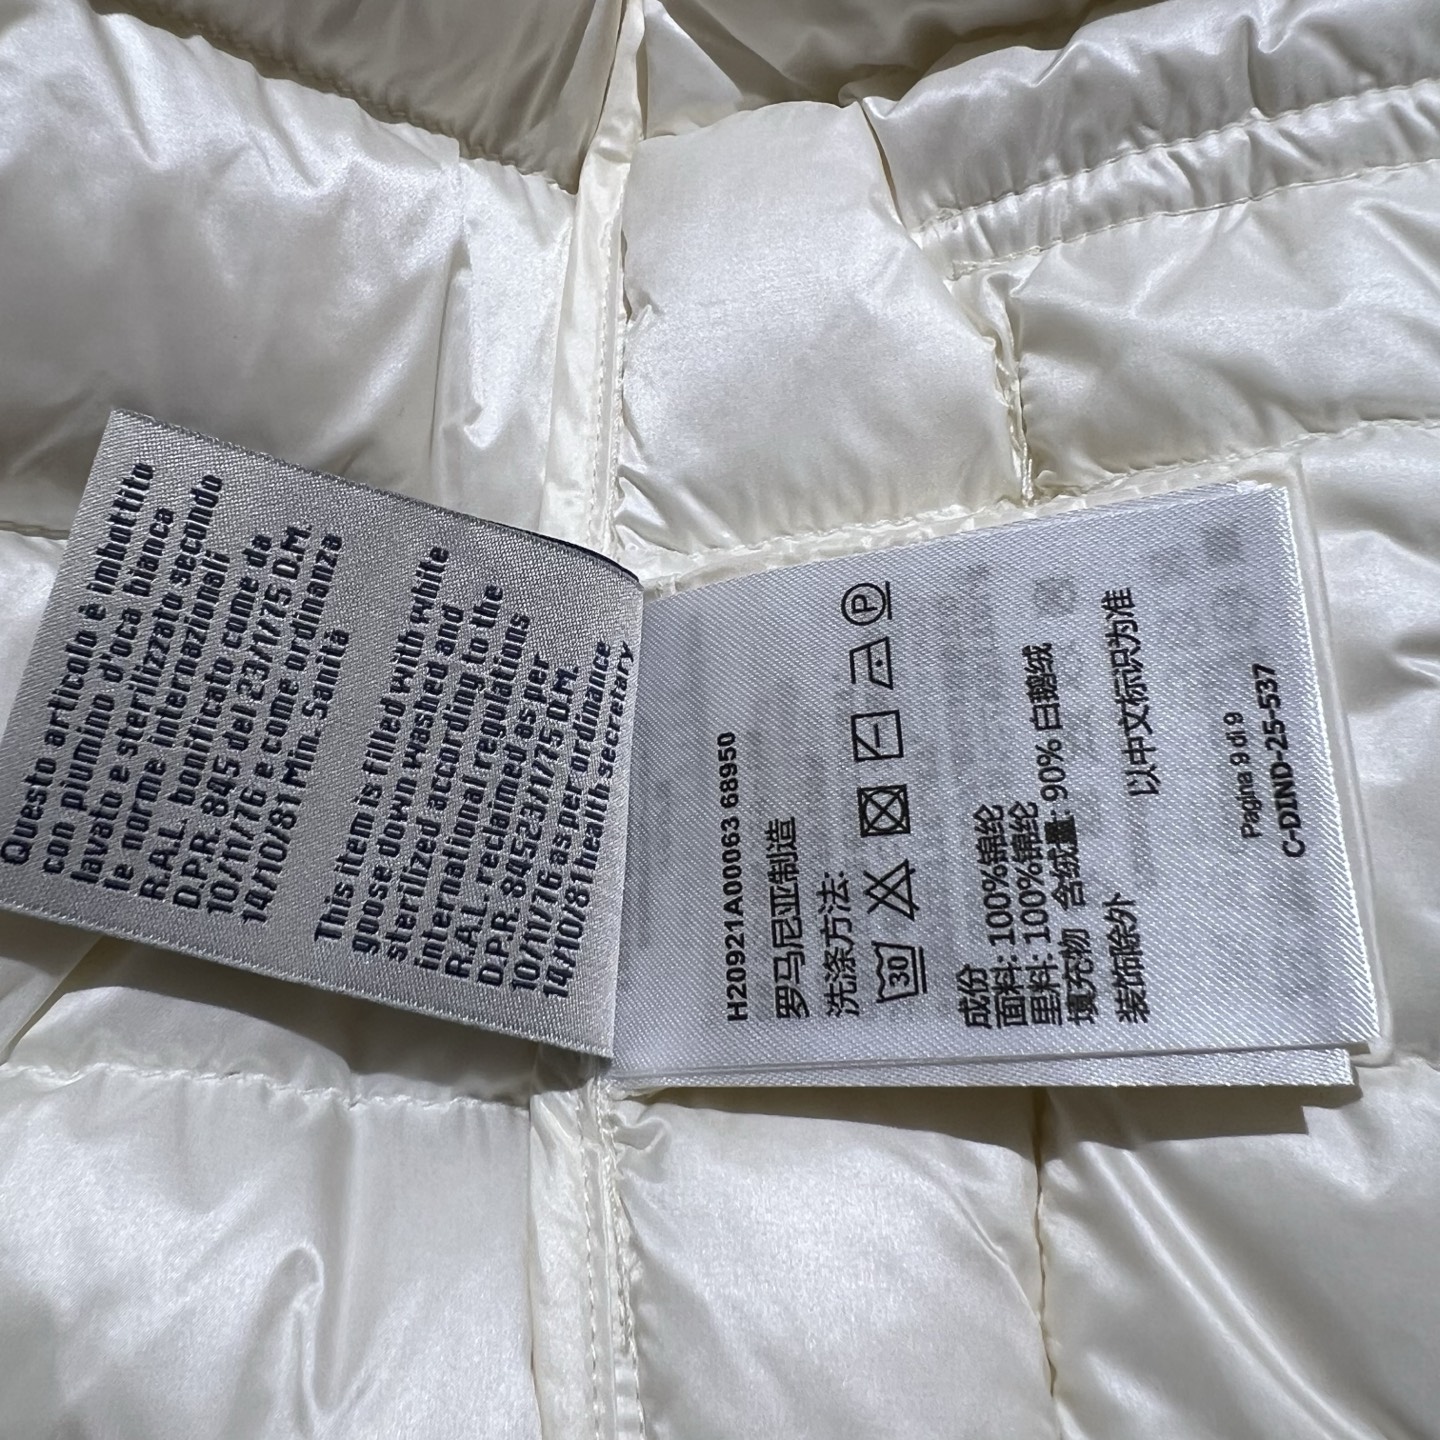 Questo articolo è imbottito
con piumino d'oca bianca
lavato e sterilizzato secondo
le norme internazionali
R.A.L. bonificato come da
D.P.R. 845 del 23/1/75 D.M.
10/11/76 e come ordinanza
14/10/81 Min. Sanità
This item is filled with white
goose down washed and
sterilized according to the
international regulations
R.A.L. reclaimed as per
D.P.R. 84523/1/75 D.M.
10/11/76 as per ordinance
14/10/81 health secretary
H20921A00063 68950
罗马尼亚制造
洗涤方法:
30 P
成份
面料: 100%锦纶
里料: 100%锦纶
填充物 含绒量: 90% 白鹅绒
装饰除外
以中文标识为准
Pagina 9 di 9
C-DIND-25-537